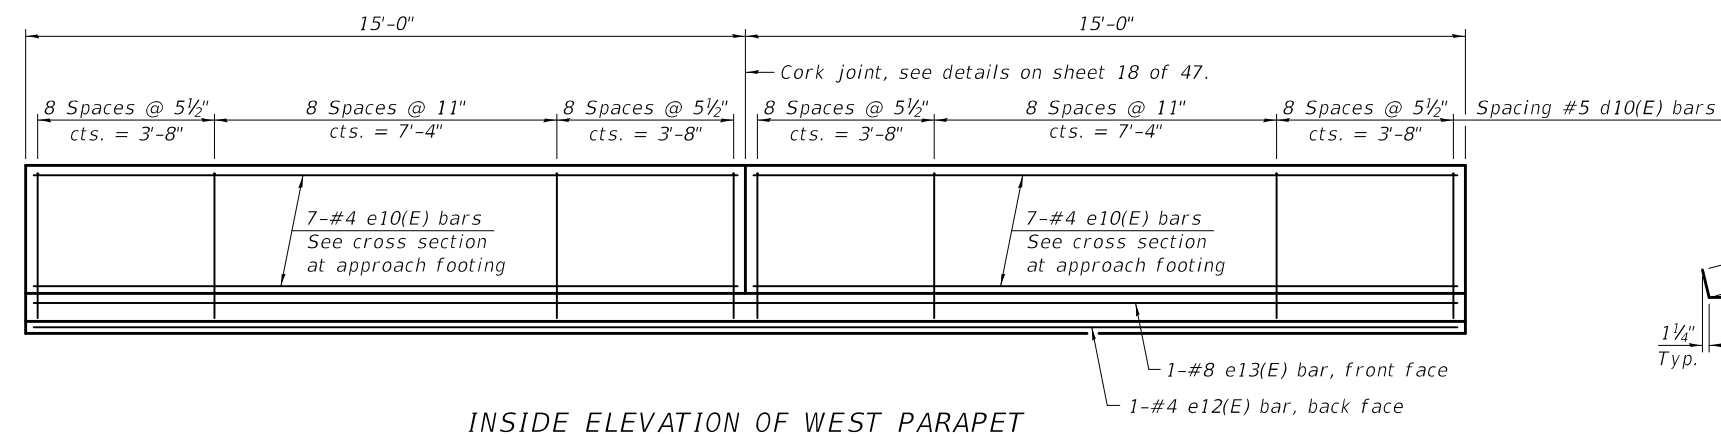 15'-0" 15'-0"
Cork joint, see details on sheet 18 of 47.
8 Spaces @ 5½" 8 Spaces @ 11" 8 Spaces @ 5½" 8 Spaces @ 5½" 8 Spaces @ 11" 8 Spaces @ 5½" Spacing #5 d10(E) bars
cts. = 3'-8" cts. = 7'-4" cts. = 3'-8" cts. = 3'-8" cts. = 7'-4" cts. = 3'-8"
7-#4 e10(E) bars 7-#4 e10(E) bars
See cross section See cross section
at approach footing at approach footing
1¼"
Typ.
1-#8 e13(E) bar, front face
1-#4 e12(E) bar, back face
INSIDE ELEVATION OF WEST PARAPET